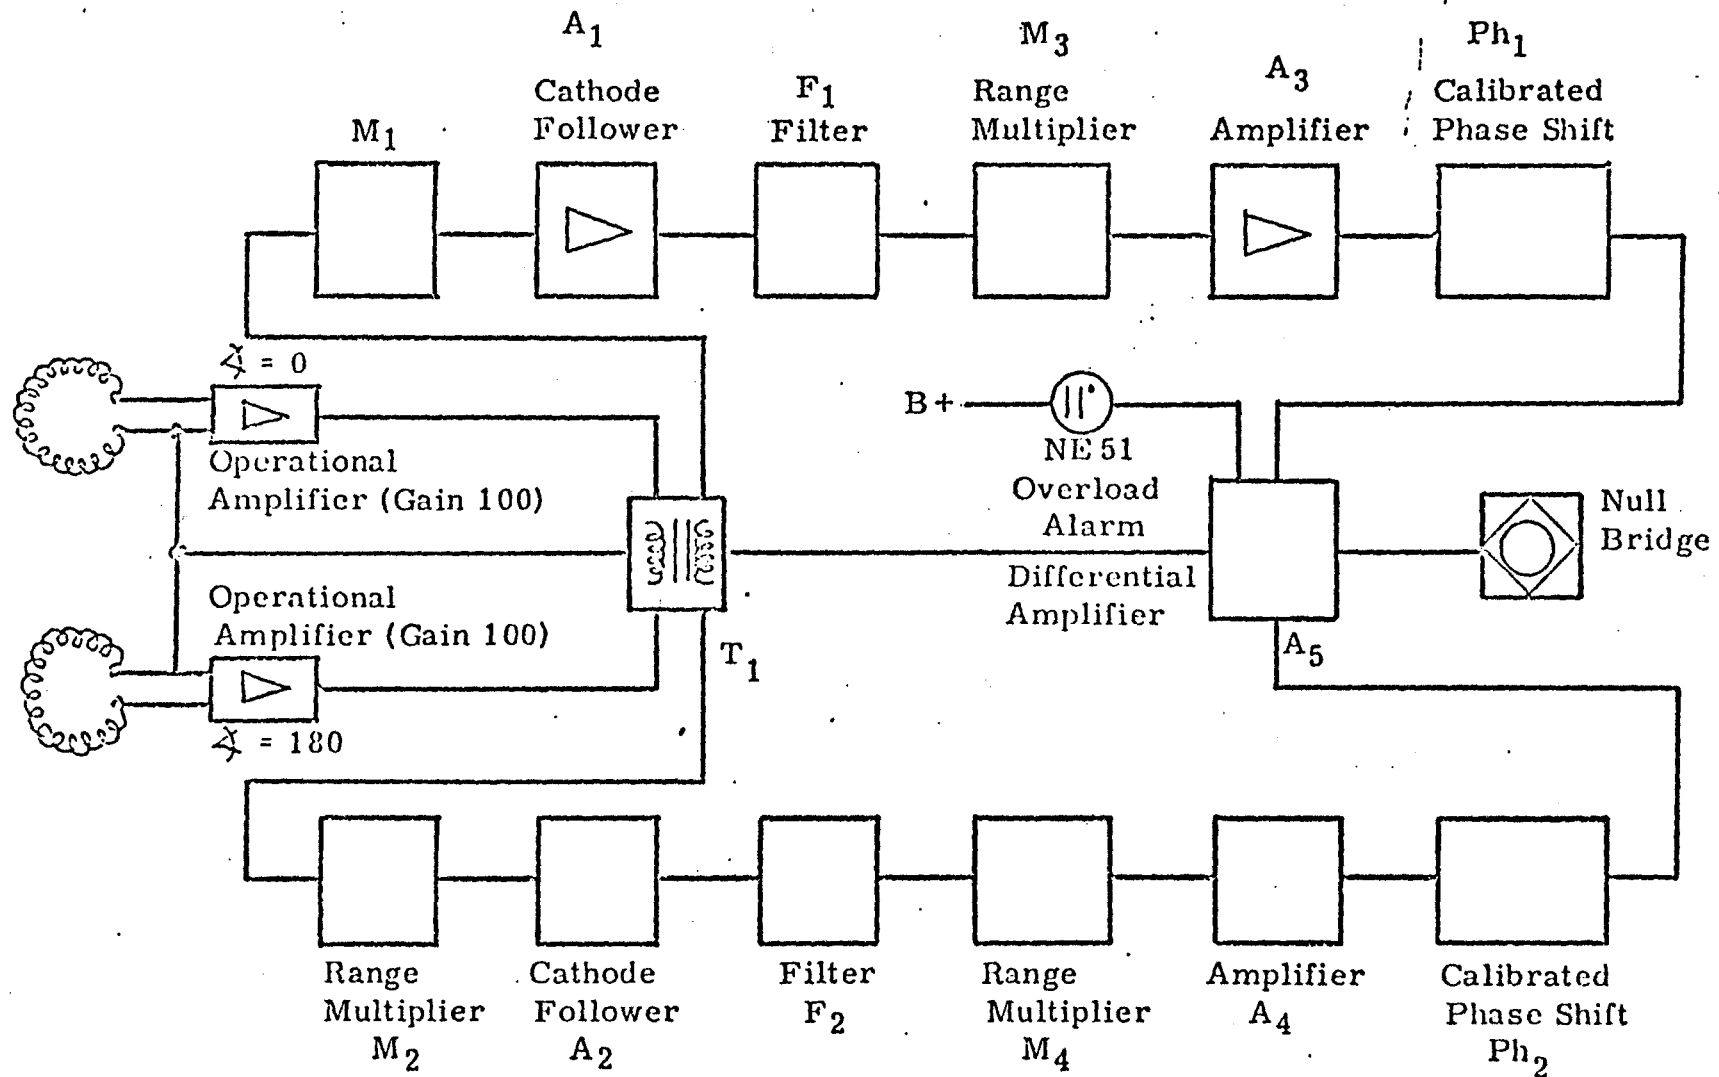 A1
Cathode
Follower
M1
F1
Filter
M3
Range
Multiplier
A3
Amplifier
Ph1
Calibrated
Phase Shift
∢ = 0
Operational
Amplifier (Gain 100)
B+
NE 51
Overload
Alarm
Null
Bridge
Differential
Amplifier
A5
Operational
Amplifier (Gain 100)
T1
∢ = 180
Range
Multiplier
M2
Cathode
Follower
A2
Filter
F2
Range
Multiplier
M4
Amplifier
A4
Calibrated
Phase Shift
Ph2